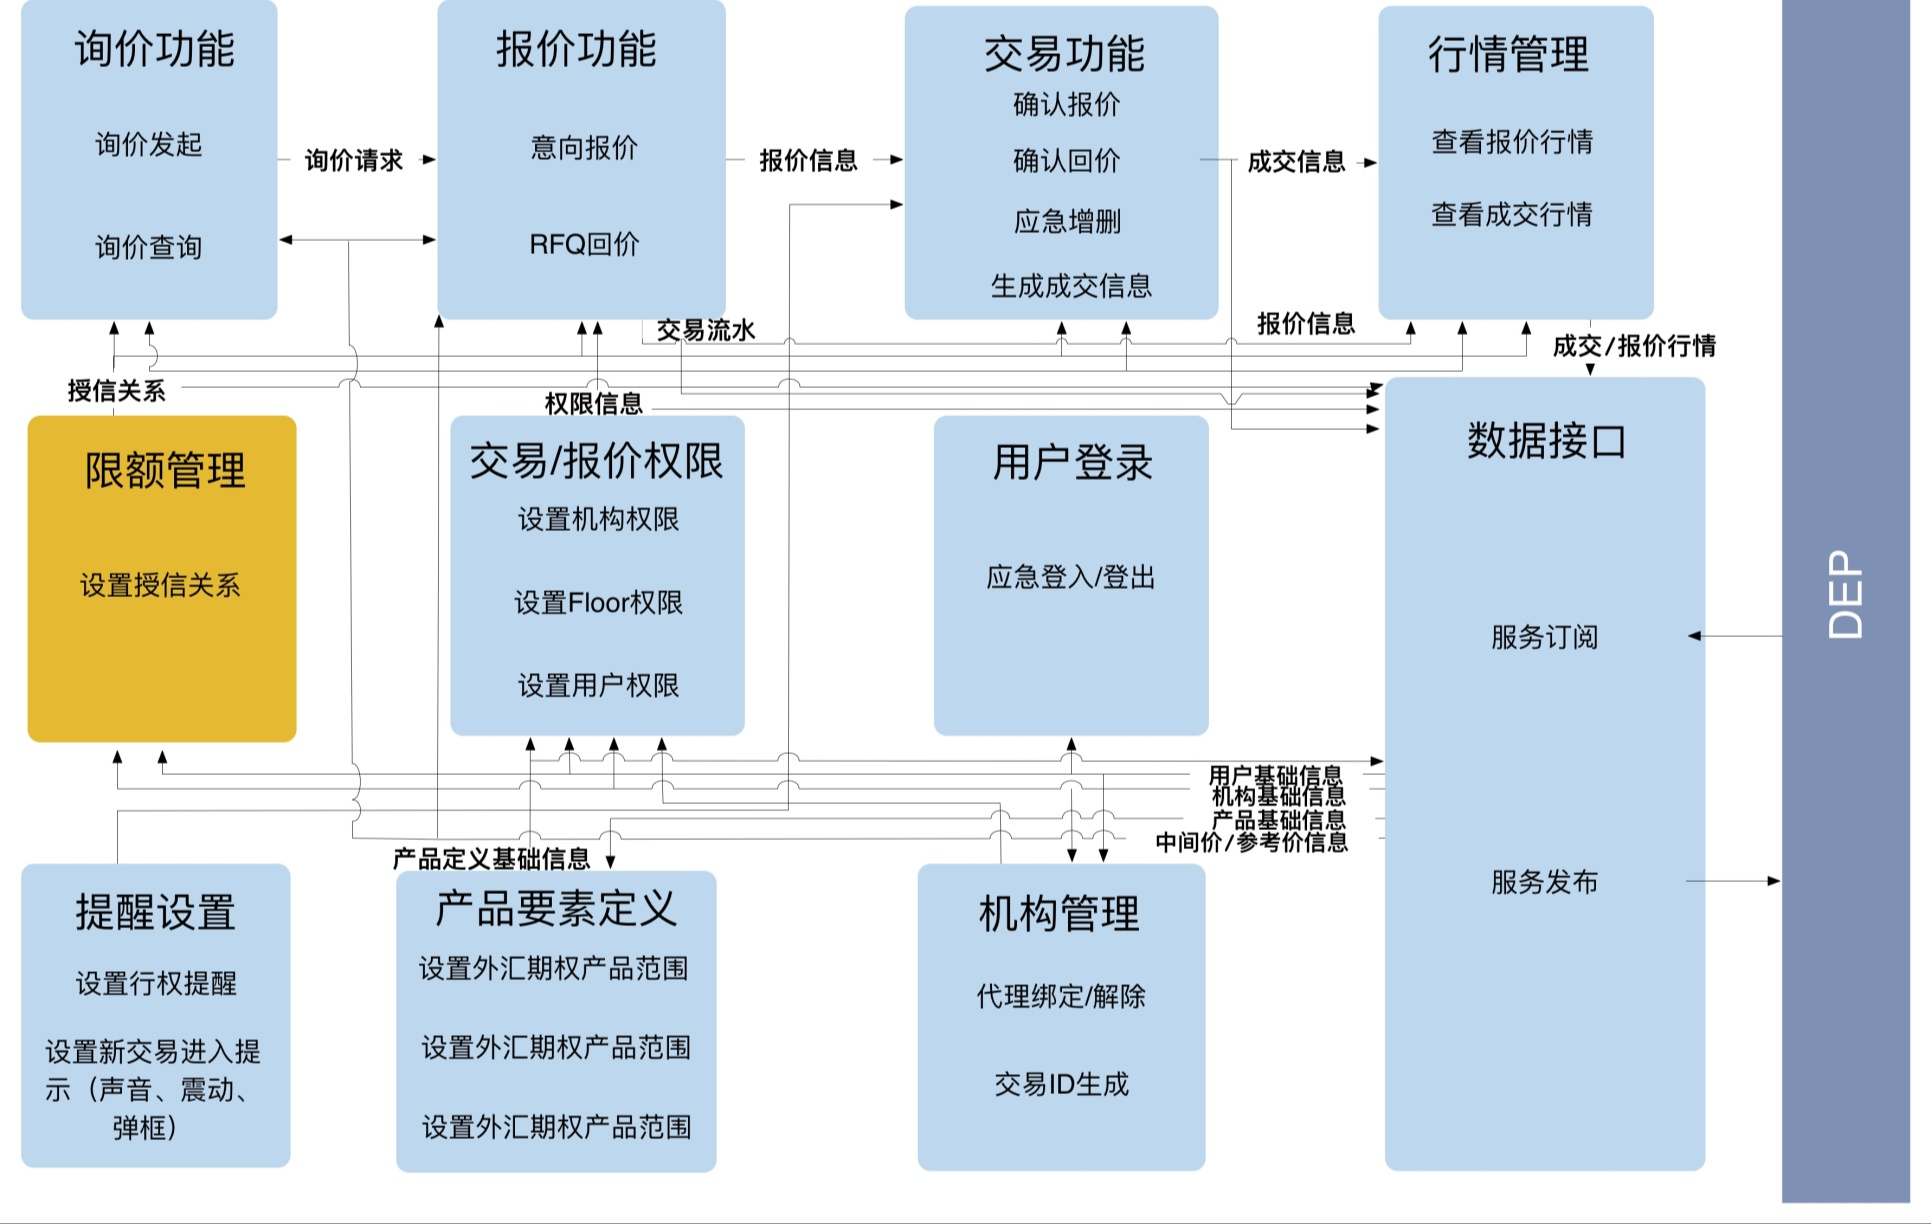 询价功能
询价发起
询价查询
询价请求
报价功能
意向报价
RFQ回价
报价信息
交易功能
确认报价
确认回价
应急增删
生成成交信息
成交信息
行情管理
查看报价行情
查看成交行情
交易流水
报价信息
成交/报价行情
授信关系
权限信息
限额管理
设置授信关系
交易/报价权限
设置机构权限
设置Floor权限
设置用户权限
用户登录
应急登入/登出
数据接口
服务订阅
服务发布
DEP
用户基础信息
机构基础信息
产品基础信息
中间价/参考价信息
产品定义基础信息
提醒设置
设置行权提醒
设置新交易进入提
示（声音、震动、
弹框）
产品要素定义
设置外汇期权产品范围
设置外汇期权产品范围
设置外汇期权产品范围
机构管理
代理绑定/解除
交易ID生成